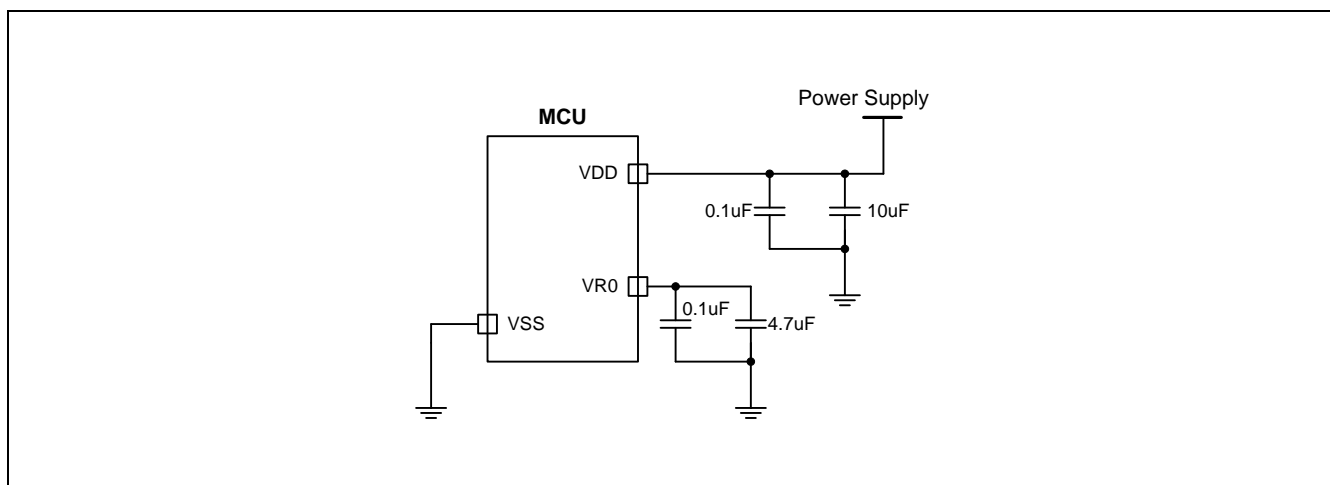 Power Supply
MCU
VDD
0.1uF
10uF
VR0
0.1uF
4.7uF
VSS